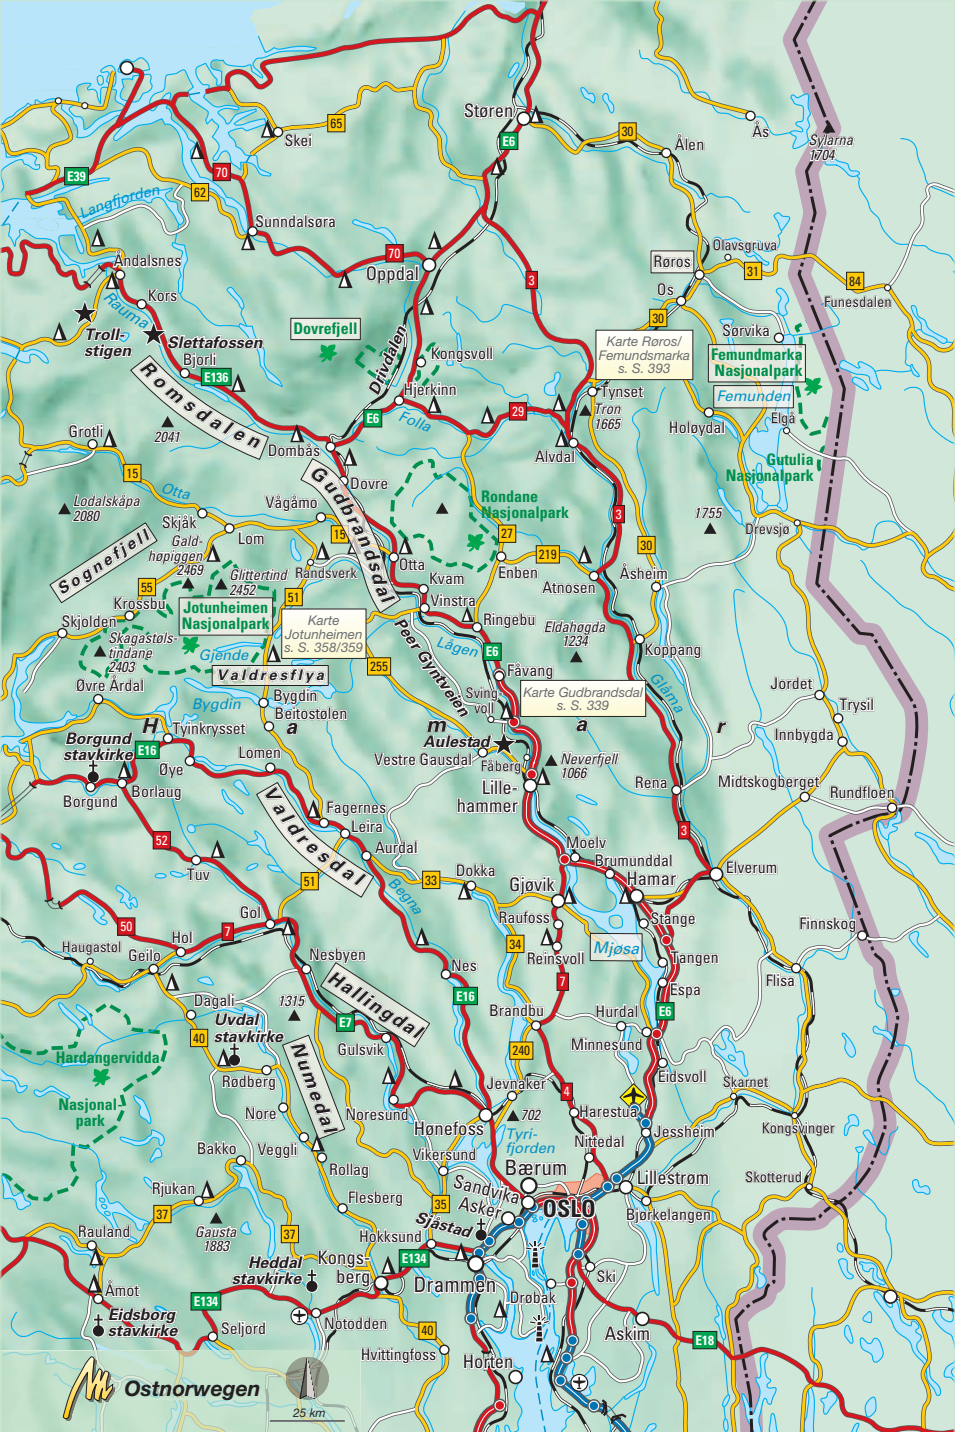 Støren
65
30
Ås
Skei
Ålen
E6
Sylarna
1704
E39
70
62
Langfjorden
Sunndalsøra
Olavsgruva
70
Røros
31
84
Åndalsnes
Oppdal
3
Os
Funesdalen
Kors
Rauma
30
Troll-
stigen
Slettafossen
Dovrefjell
Drivdalen
Karte Røros/
Femundsmarka
s. S. 393
Sørvika
Femundmarka
Nasjonalpark
Bjorli
E136
Kongsvoll
Hjerkinn
Tynset
Femunden
Romsdalen
E6
Folla
29
Tron
1665
Holøydal
Elgå
Grotli
2041
Dombås
Alvdal
Gutulia
Nasjonalpark
15
Otta
Gudbrandsdal
Dovre
Lodalskåpa
2080
Vågåmo
Rondane
Nasjonalpark
1755
Drevsjø
Skjåk
Lom
15
27
3
30
Sognefjell
Gald-
høpiggen
2469
Otta
219
Randsverk
Enben
Atnosen
Åsheim
Glittertind
2452
55
Krossbu
Jotunheimen
Nasjonalpark
51
Kvam
Vinstra
Karte
Jotunheimen
s. S. 358/359
Ringebu
Eldahøgda
1234
Skjolden
Skagastøls-
tindane
2403
Gjende
Peer Gyntveien
Lågen
E6
Koppang
255
Fåvang
Valdresflya
Glåma
Øvre Årdal
Bygdin
Bygdin
Sving-
voll
Karte Gudbrandsdal
s. S. 339
Jordet
Trysil
Beitostølen
H a m a r
Tyinkrysset
Innbygda
Borgund
stavkirke
E16
Aulestad
Øye
Lomen
Vestre Gausdal
Fåberg
Neverfjell
1066
Borgund
Borlaug
Lille-
hammer
Rena
Midtskogberget
Rundfloen
Valdresdal
Fagernes
Leira
52
3
Moelv
Aurdal
Brumunddal
Tuv
Elverum
51
33
Dokka
Gjøvik
Hamar
Begna
Gol
50
7
Raufoss
Stange
Finnskog
Hol
34
Mjøsa
Haugastøl
Geilo
Nesbyen
Reinsvoll
Tangen
Nes
7
Flisa
Hallingdal
Espa
Dagali
1315
E16
Brandbu
Hurdal
E6
Uvdal
stavkirke
E7
40
Gulsvik
240
Minnesund
Hardangervidda
Numedal
Eidsvoll
Rødberg
Jevnaker
Skarnet
4
Nasjonal-
park
Nore
Noresund
702
Harestua
Hønefoss
Tyri-
fjorden
Jessheim
Kongsvinger
Bakko
Veggli
Vikersund
Nittedal
Rollag
Bærum
Rjukan
Sandvika
Lillestrøm
Skotterud
Flesberg
35
Asker
OSLO
37
Bjørkelangen
Gausta
1883
Sjåstad
Rauland
37
Hokksund
Heddal
stavkirke
Kongs-
berg
E134
Ski
Drammen
Åmot
Drøbak
E134
Eidsborg
stavkirke
Notodden
Seljord
40
Askim
E18
Hvittingfoss
Horten
Ostnorwegen
25 km